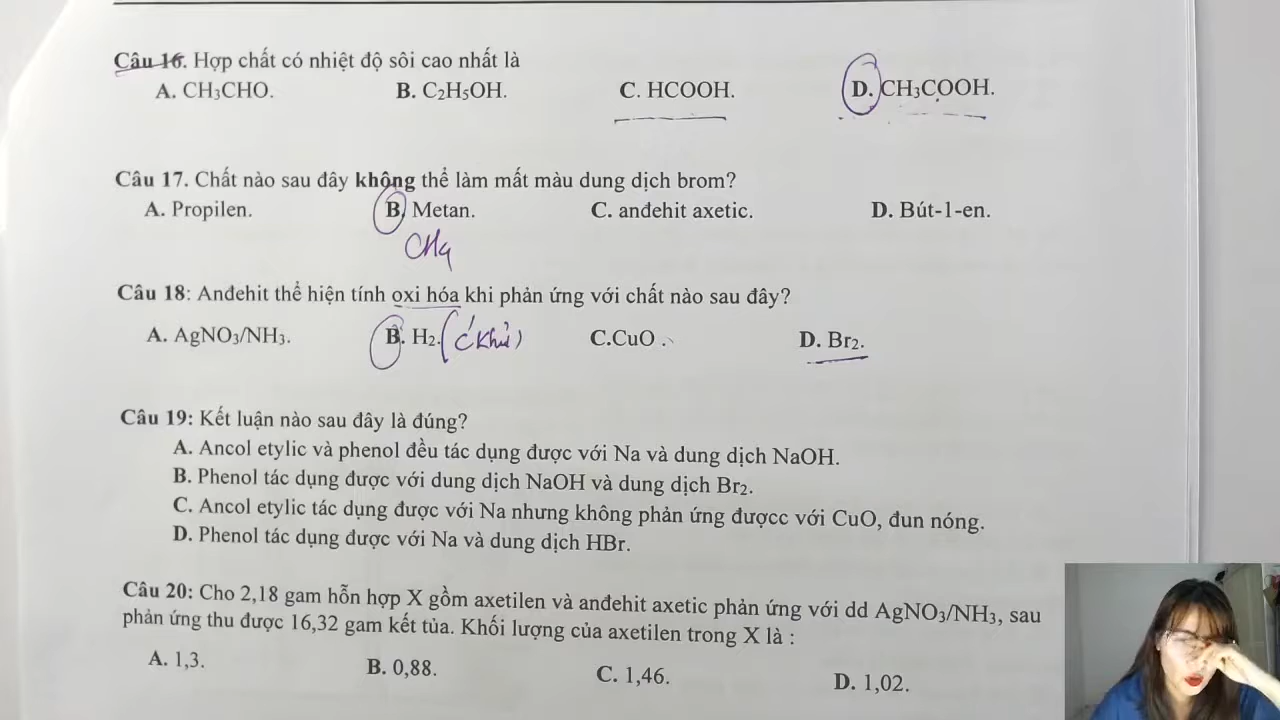 Câu 16. Hợp chất có nhiệt độ sôi cao nhất là
A. CH₃CHO. B. C₂H₅OH. C. HCOOH. D. CH₃COOH.
Câu 17. Chất nào sau đây không thể làm mất màu dung dịch brom?
A. Propilen. B. Metan. C. anđehit axetic. D. Bút-1-en.
CH₄
Câu 18: Anđehit thể hiện tính oxi hóa khi phản ứng với chất nào sau đây?
A. AgNO₃/NH₃. B. H₂. (c' khử) C.CuO . D. Br₂.
Câu 19: Kết luận nào sau đây là đúng?
A. Ancol etylic và phenol đều tác dụng được với Na và dung dịch NaOH.
B. Phenol tác dụng được với dung dịch NaOH và dung dịch Br₂.
C. Ancol etylic tác dụng được với Na nhưng không phản ứng đượcc với CuO, đun nóng.
D. Phenol tác dụng được với Na và dung dịch HBr.
Câu 20: Cho 2,18 gam hỗn hợp X gồm axetilen và anđehit axetic phản ứng với dd AgNO₃/NH₃, sau
phản ứng thu được 16,32 gam kết tủa. Khối lượng của axetilen trong X là :
A. 1,3. B. 0,88. C. 1,46. D. 1,02.